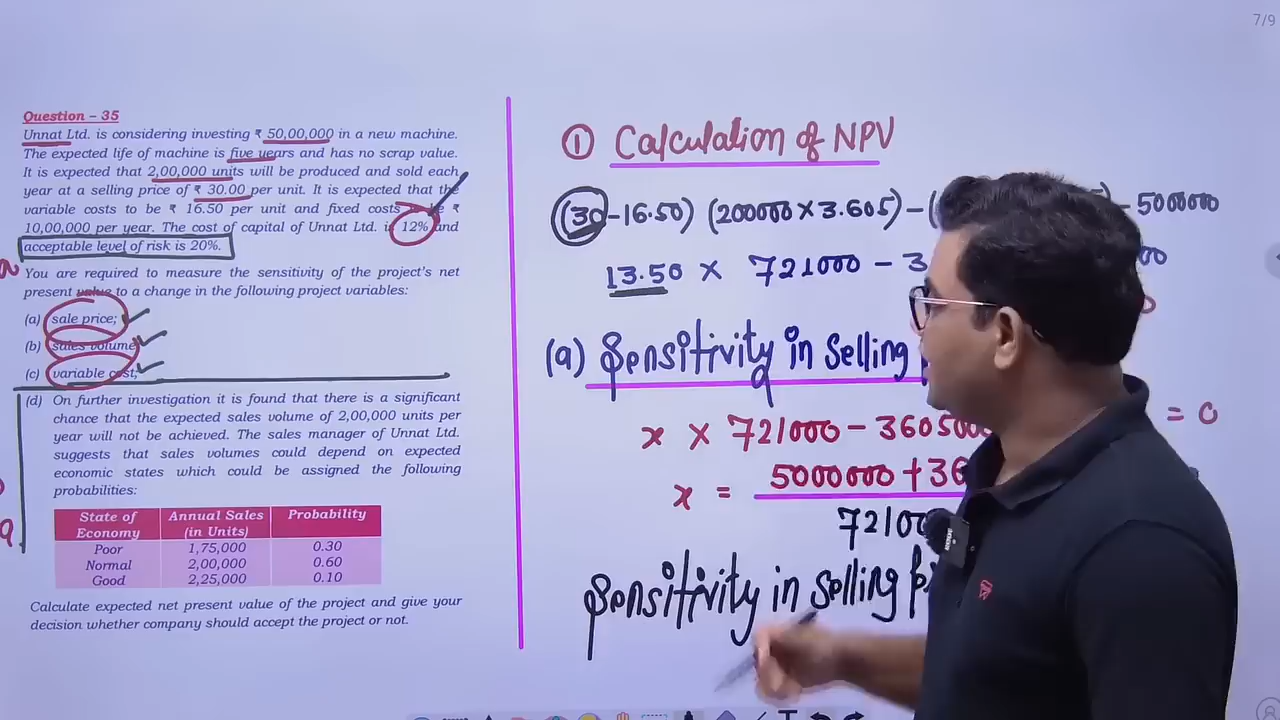 7/9
Question – 35
Unnat Ltd. is considering investing ₹ 50,00,000 in a new machine.
The expected life of machine is five years and has no scrap value.
It is expected that 2,00,000 units will be produced and sold each
year at a selling price of ₹ 30.00 per unit. It is expected that the
variable costs to be ₹ 16.50 per unit and fixed costs to be ₹
10,00,000 per year. The cost of capital of Unnat Ltd. is 12% and
acceptable level of risk is 20%.
You are required to measure the sensitivity of the project's net
present value to a change in the following project variables:
(a) sale price;
(b) sales volume;
(c) variable cost;
(d) On further investigation it is found that there is a significant
chance that the expected sales volume of 2,00,000 units per
year will not be achieved. The sales manager of Unnat Ltd.
suggests that sales volumes could depend on expected
economic states which could be assigned the following
probabilities:
State of Economy Annual Sales (in Units) Probability
Poor 1,75,000 0.30
Normal 2,00,000 0.60
Good 2,25,000 0.10
Calculate expected net present value of the project and give your
decision whether company should accept the project or not.
① Calculation of NPV
(30-16.50) (200000×3.605) – ( – 5000000
13.50 × 721000 – 3
(a) Sensitivity in Selling
x × 721000 – 36050 = 0
x = 5000000 + 36
72100
Sensitivity in Selling